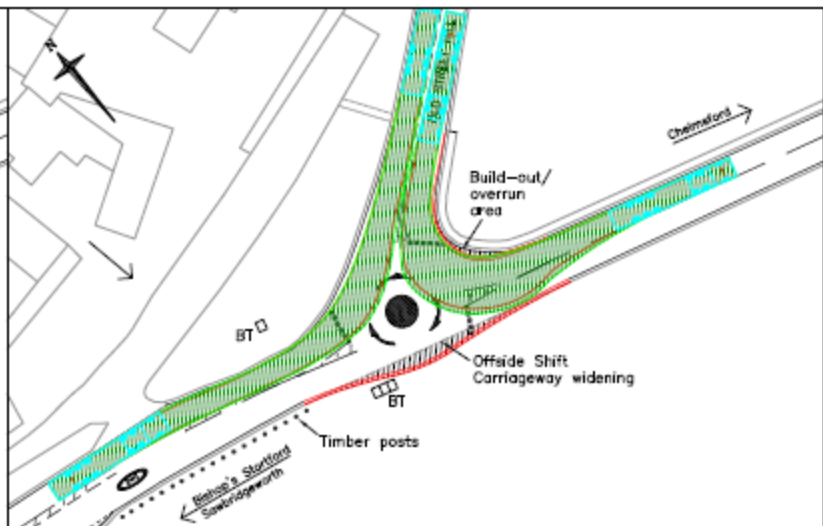 N
Chelmsford
Build-out/
overrun
area
BT
Offside Shift
Carriageway widening
BT
Timber posts
Bishop's Stortford
Sawbridgeworth